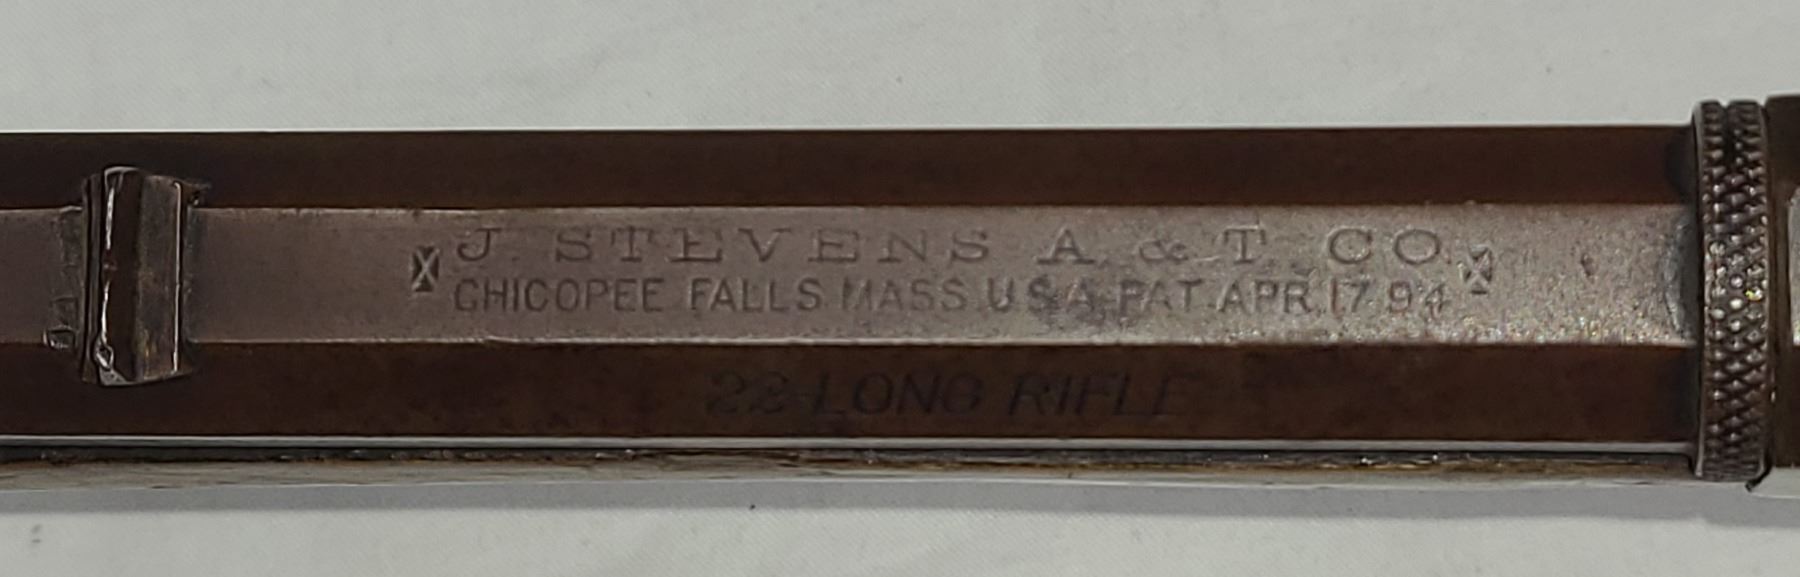 J. STEVENS A. & T. CO.
CHICOPEE FALLS.MASS.U.S.A.PAT.APR.17.94
22-LONG RIFLE